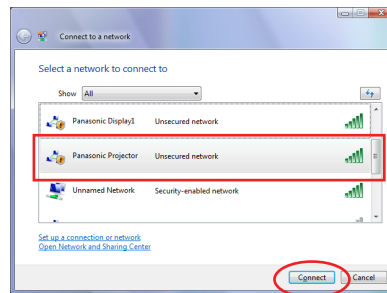 Connect to a network
Select a network to connect to
Show All
Panasonic Display1 Unsecured network
Panasonic Projector Unsecured network
Unnamed Network Security-enabled network
Set up a connection or network
Open Network and Sharing Center
Connect Cancel